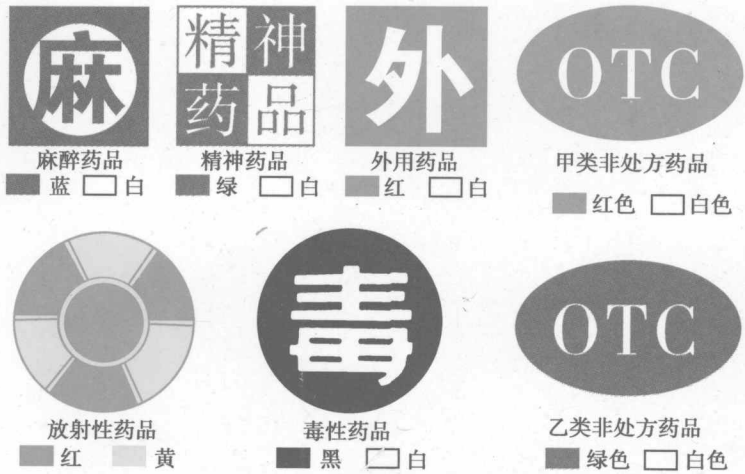 麻
精神
药品
外
OTC
麻醉药品
精神药品
外用药品
甲类非处方药品
蓝 白
绿 白
红 白
红色 白色
毒
OTC
放射性药品
毒性药品
乙类非处方药品
红 黄
黑 白
绿色 白色